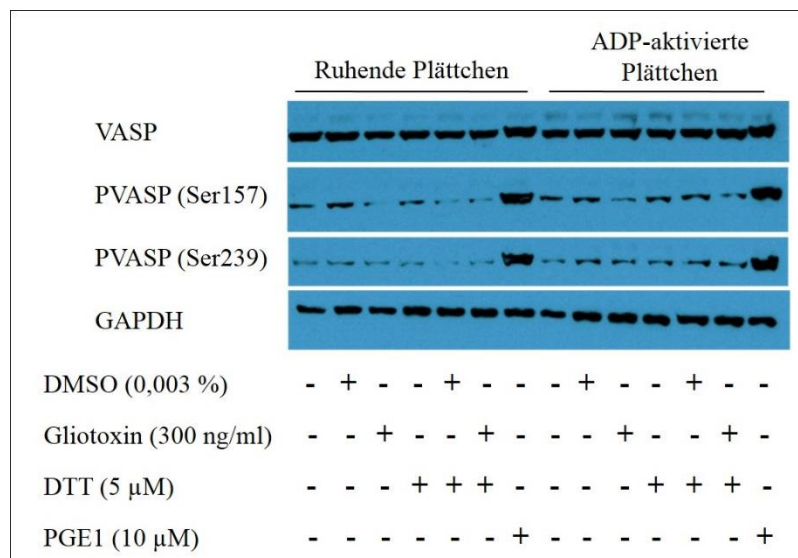 ADP-aktivierte
Ruhende Plättchen Plättchen
VASP
PVASP (Ser157)
PVASP (Ser239)
GAPDH
DMSO (0,003 %) - + - - + - - - + - - + - -
Gliotoxin (300 ng/ml) - - + - - + - - - + - - + -
DTT (5 µM) - - - + + + - - - - + + + -
PGE1 (10 µM) - - - - - - + - - - - - - +